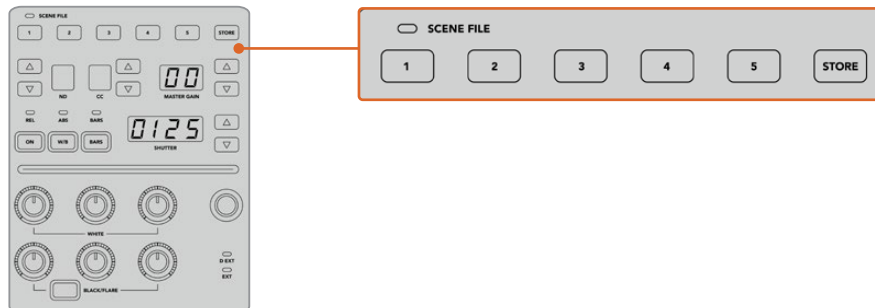 SCENE FILE
1 2 3 4 5 STORE
ND CC 00 MASTER GAIN
REL ABS BARS
ON W/B BARS
0125
SHUTTER
WHITE
D EXT
EXT
BLACK/FLARE
SCENE FILE
1 2 3 4 5 STORE